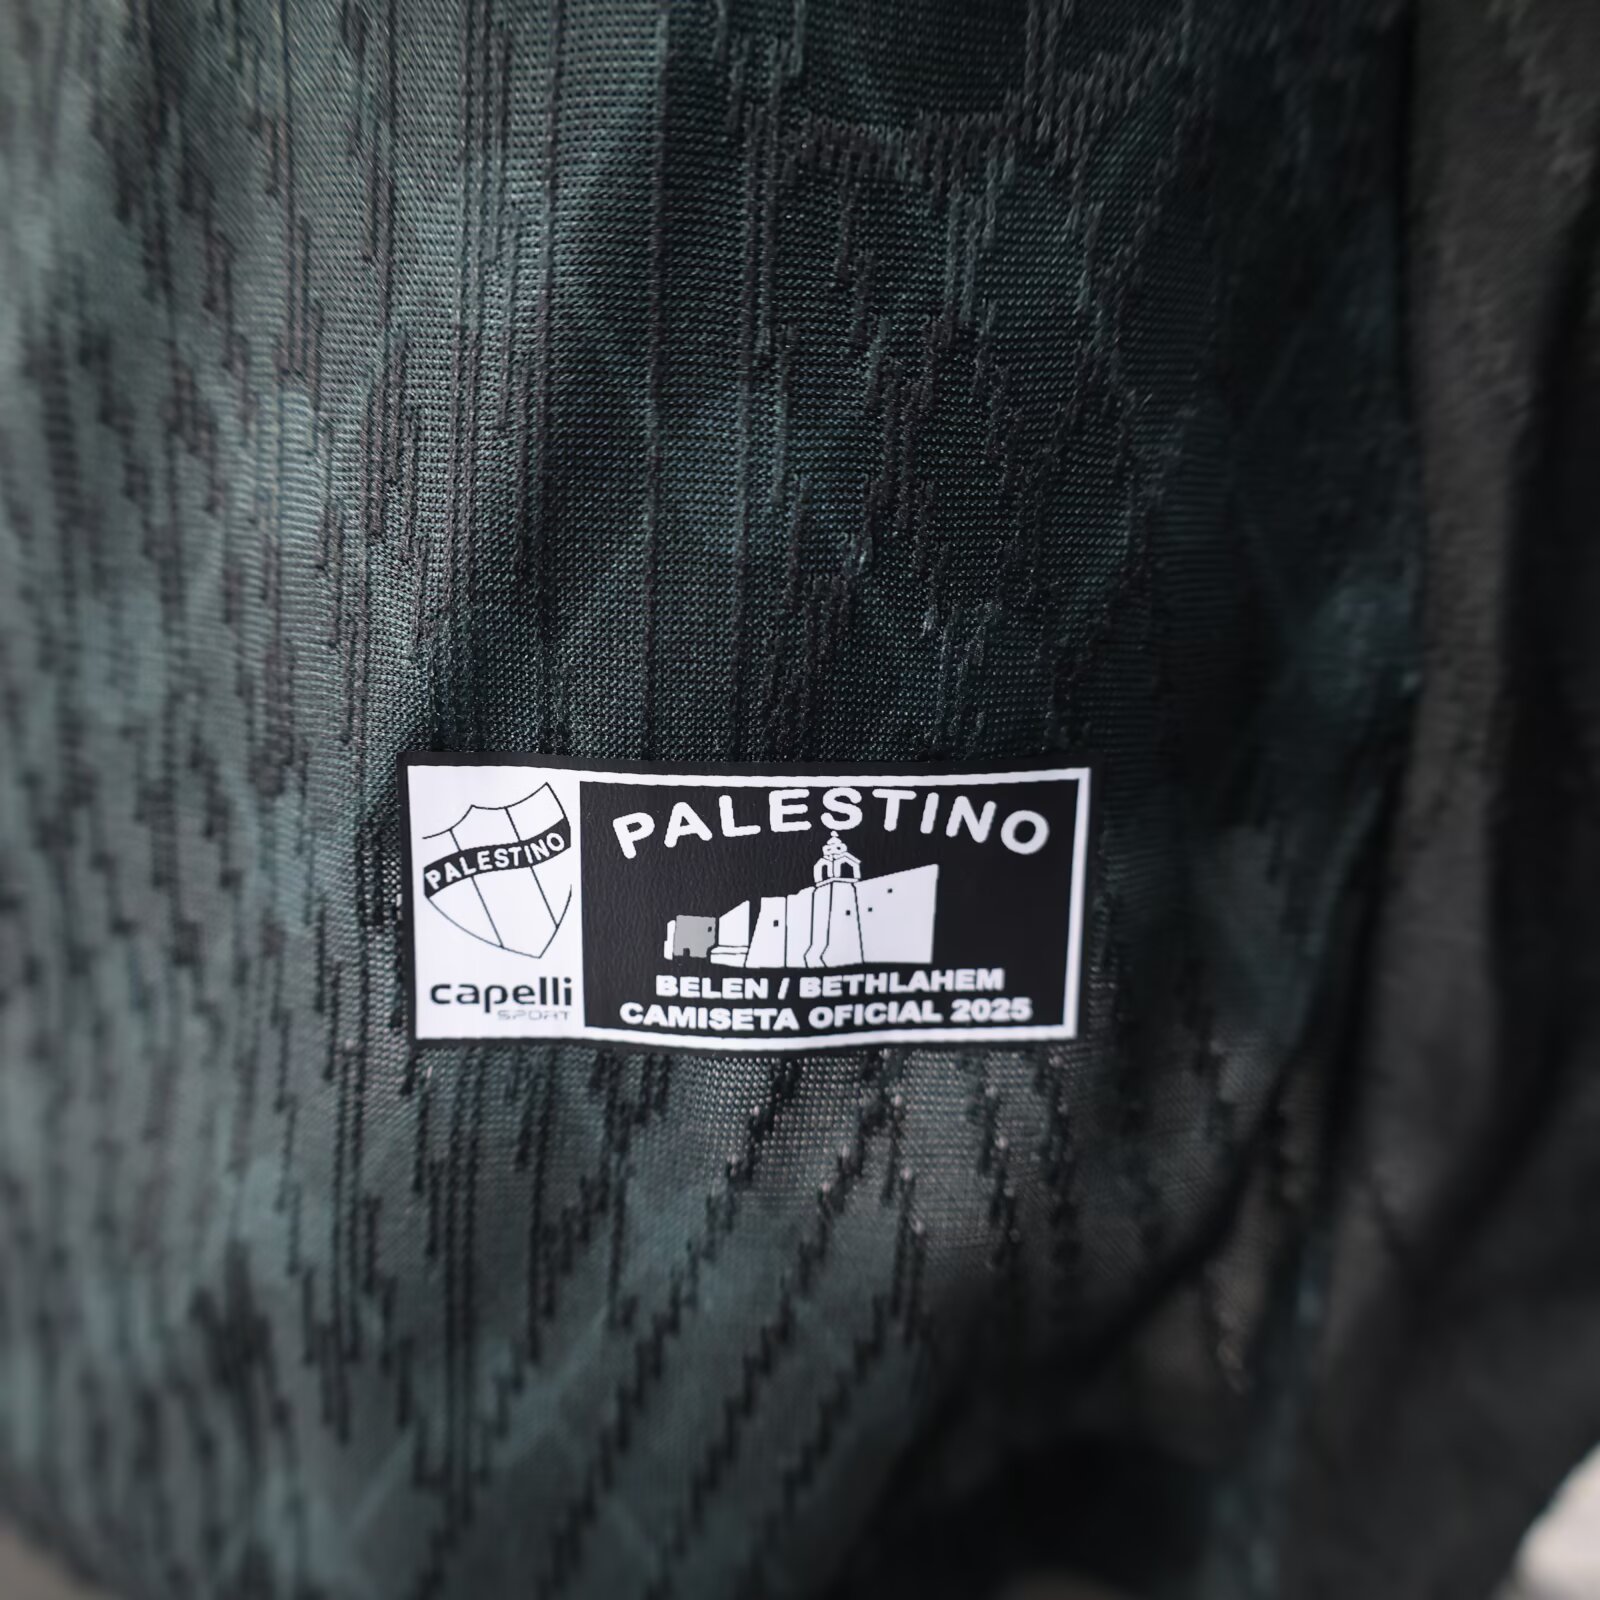 PALESTINO
capelli
SPORT
PALESTINO
BELEN / BETHLAHEM
CAMISETA OFICIAL 2025